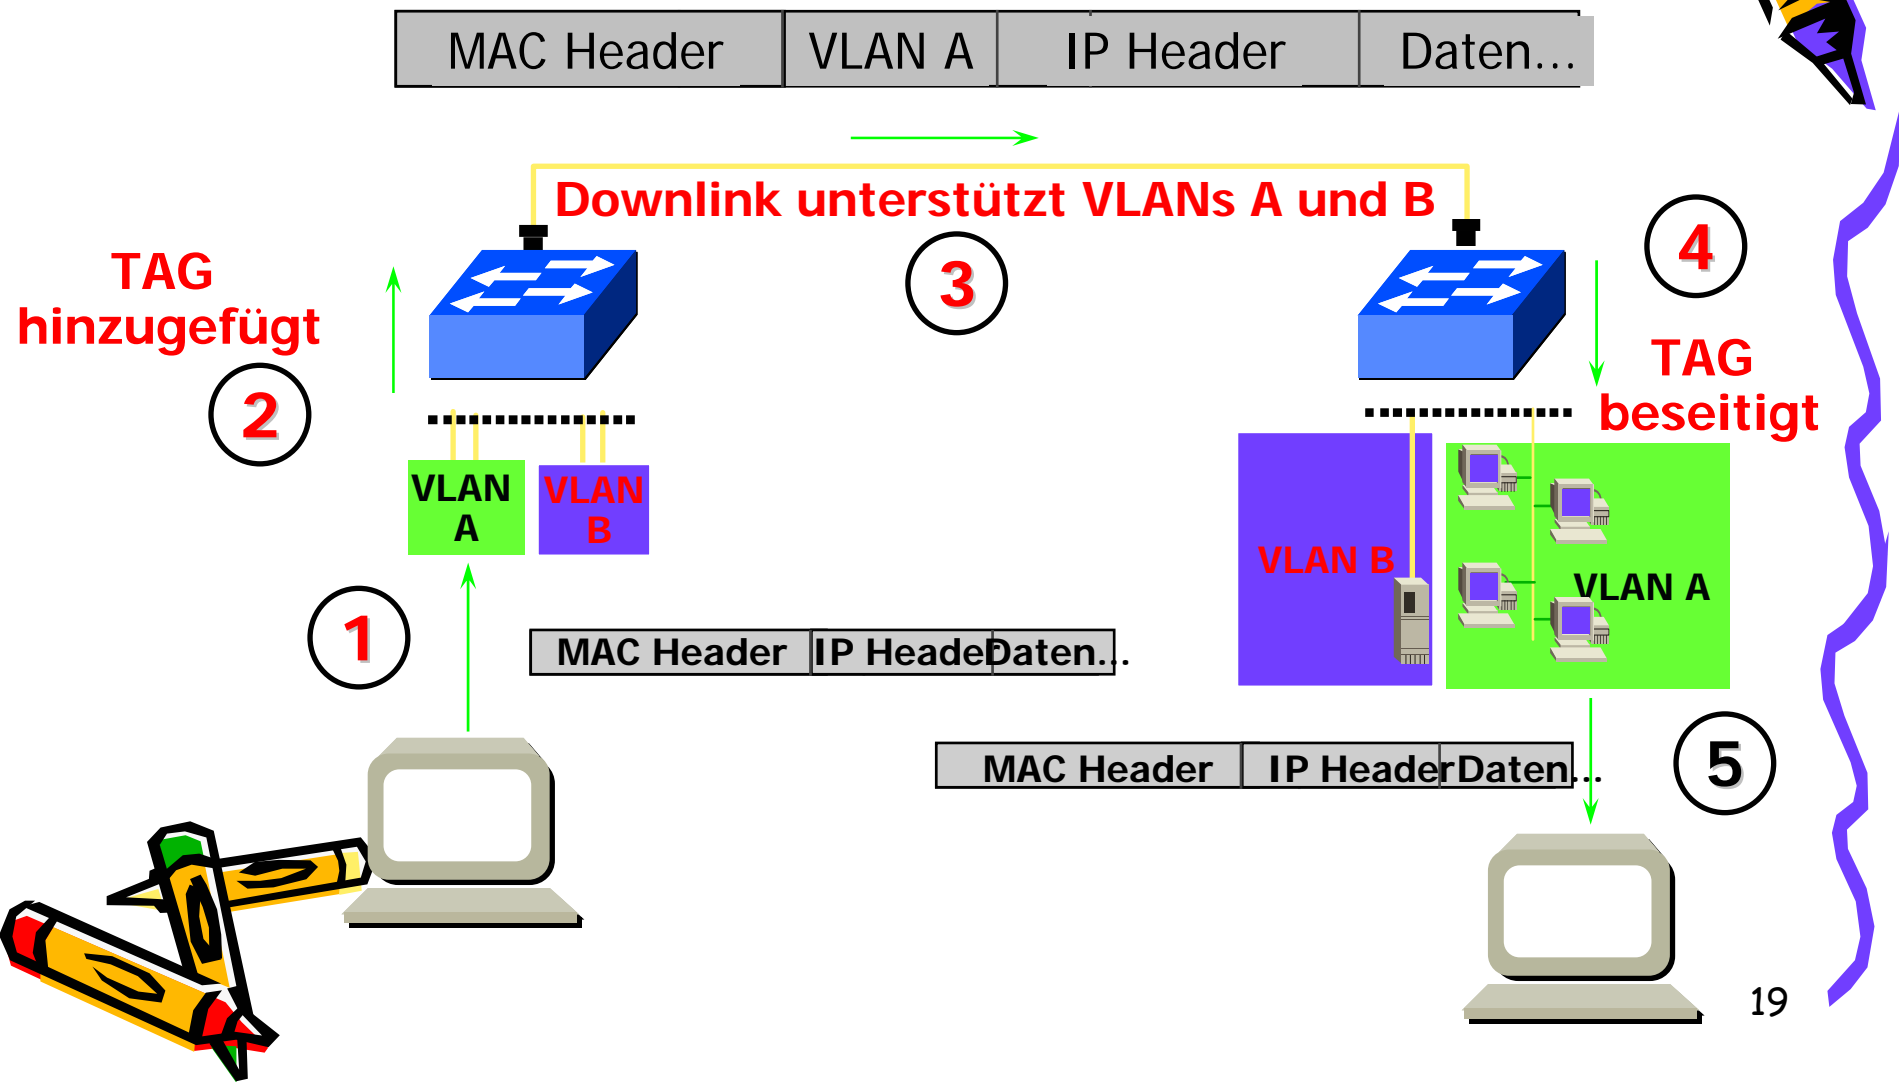 MAC Header VLAN A IP Header Daten...
Downlink unterstützt VLANs A und B
3
4
TAG
hinzugefügt
2
TAG
beseitigt
VLAN
A
VLAN
B
VLAN B
VLAN A
1
MAC Header IP Heade Daten...
MAC Header IP Header Daten...
5
19